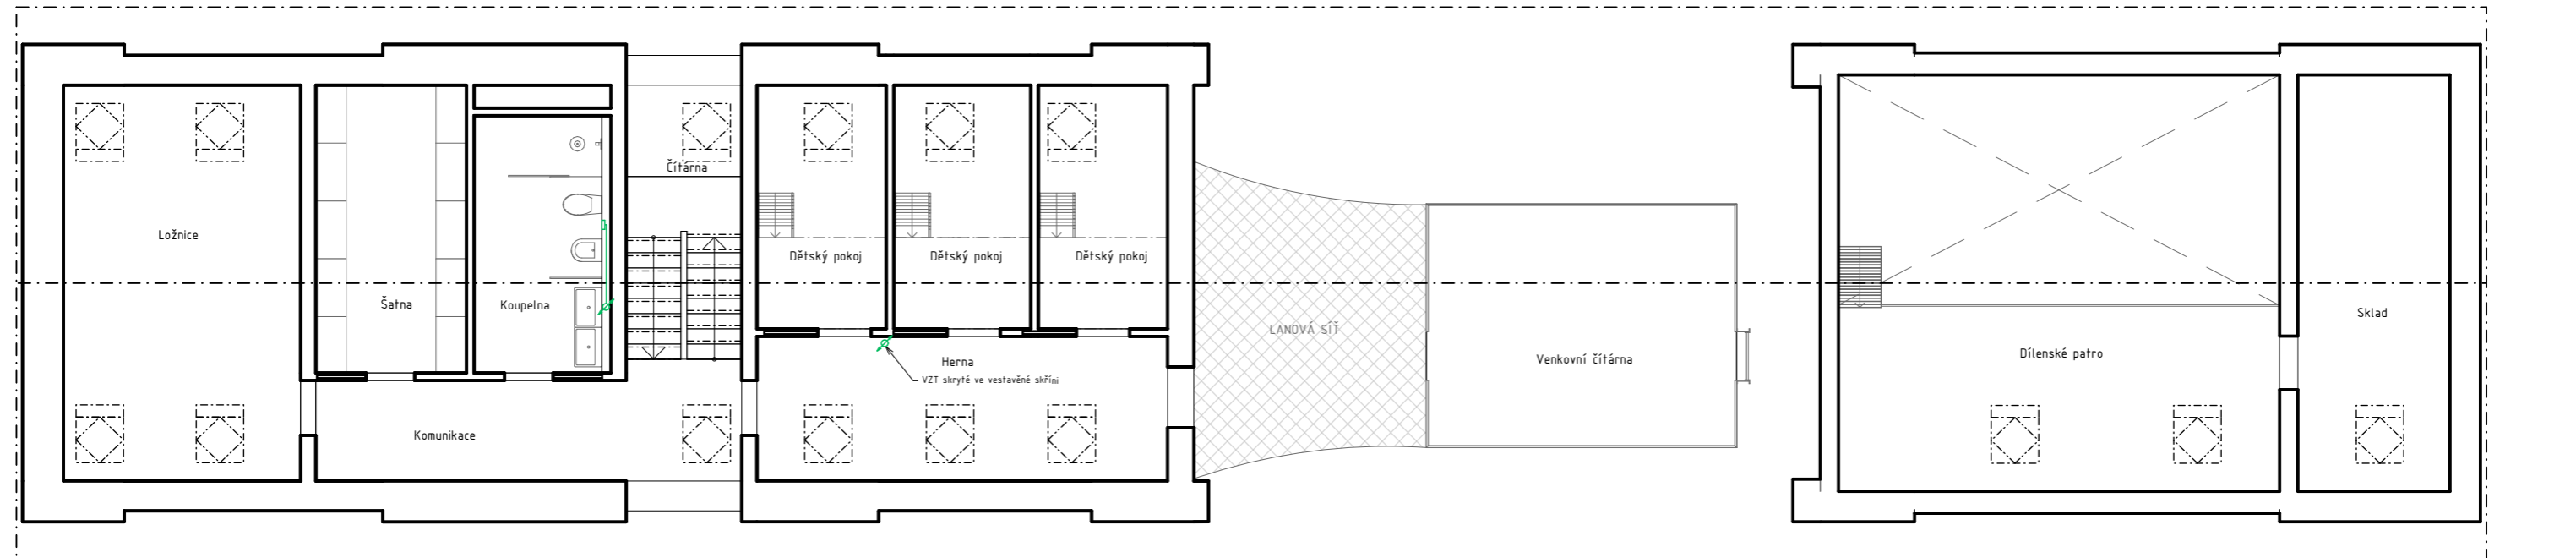 Ložnice
Šatna
Koupelna
Čítárna
Dětský pokoj
Dětský pokoj
Dětský pokoj
Herna
VZT skryté ve vestavěné skříni
Komunikace
LANOVÁ SÍŤ
Venkovní čítárna
Dílenské patro
Sklad